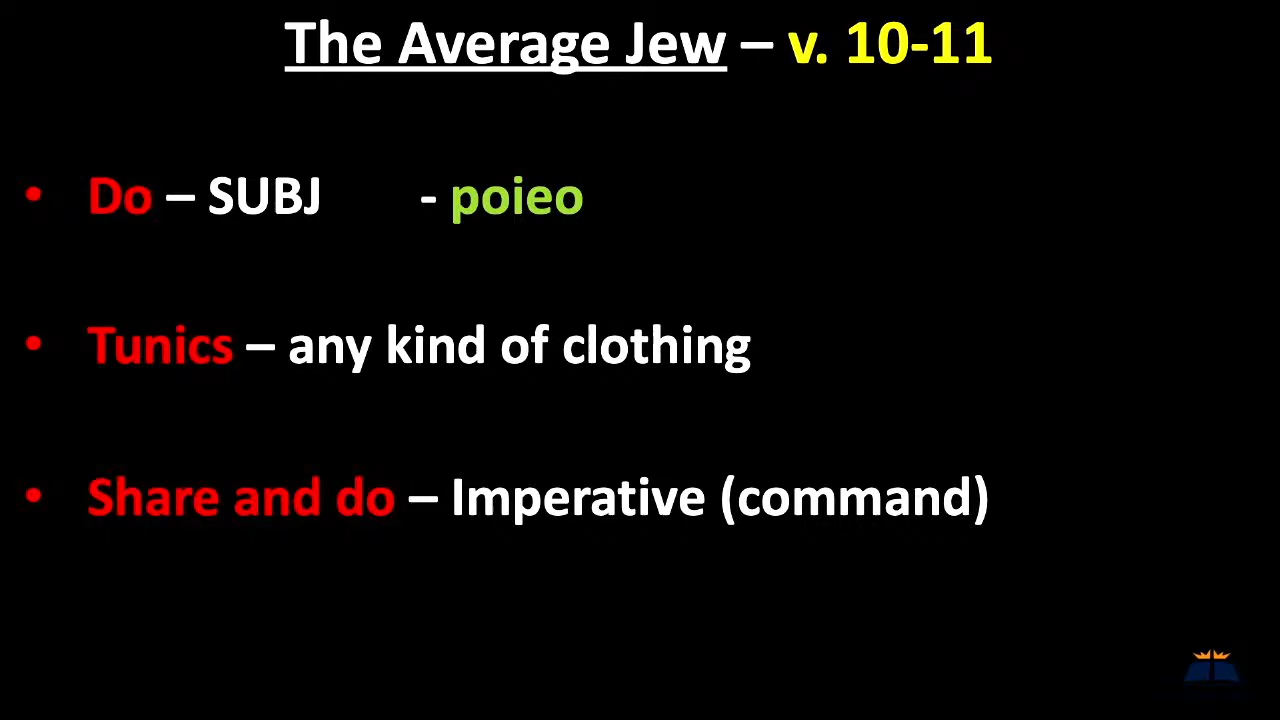 The Average Jew – v. 10-11
• Do – SUBJ - poieo
• Tunics – any kind of clothing
• Share and do – Imperative (command)